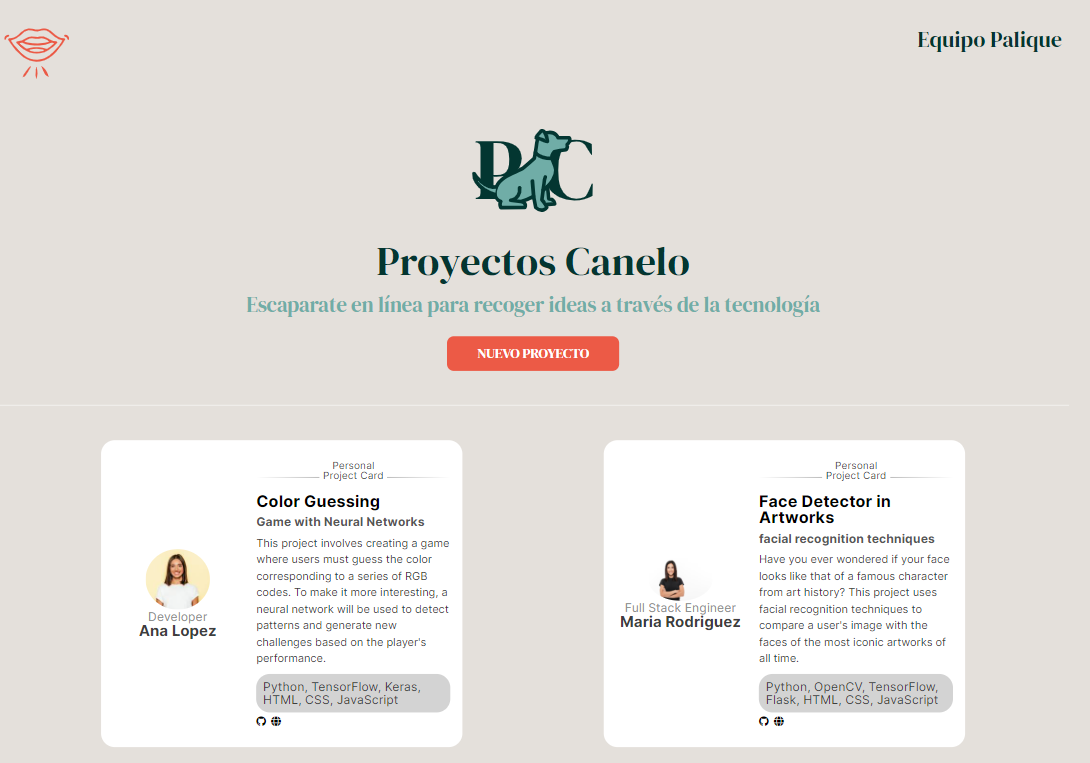 Equipo Palique
PC
Proyectos Canelo
Escaparate en línea para recoger ideas a través de la tecnología
NUEVO PROYECTO
Personal
Project Card
Color Guessing
Game with Neural Networks
This project involves creating a game
where users must guess the color
corresponding to a series of RGB
codes. To make it more interesting, a
neural network will be used to detect
patterns and generate new
challenges based on the player's
performance.
Developer
Ana Lopez
Python, TensorFlow, Keras,
HTML, CSS, JavaScript
Personal
Project Card
Face Detector in
Artworks
facial recognition techniques
Have you ever wondered if your face
looks like that of a famous character
from art history? This project uses
facial recognition techniques to
compare a user's image with the
faces of the most iconic artworks of
all time.
Full Stack Engineer
Maria Rodriguez
Python, OpenCV, TensorFlow,
Flask, HTML, CSS, JavaScript